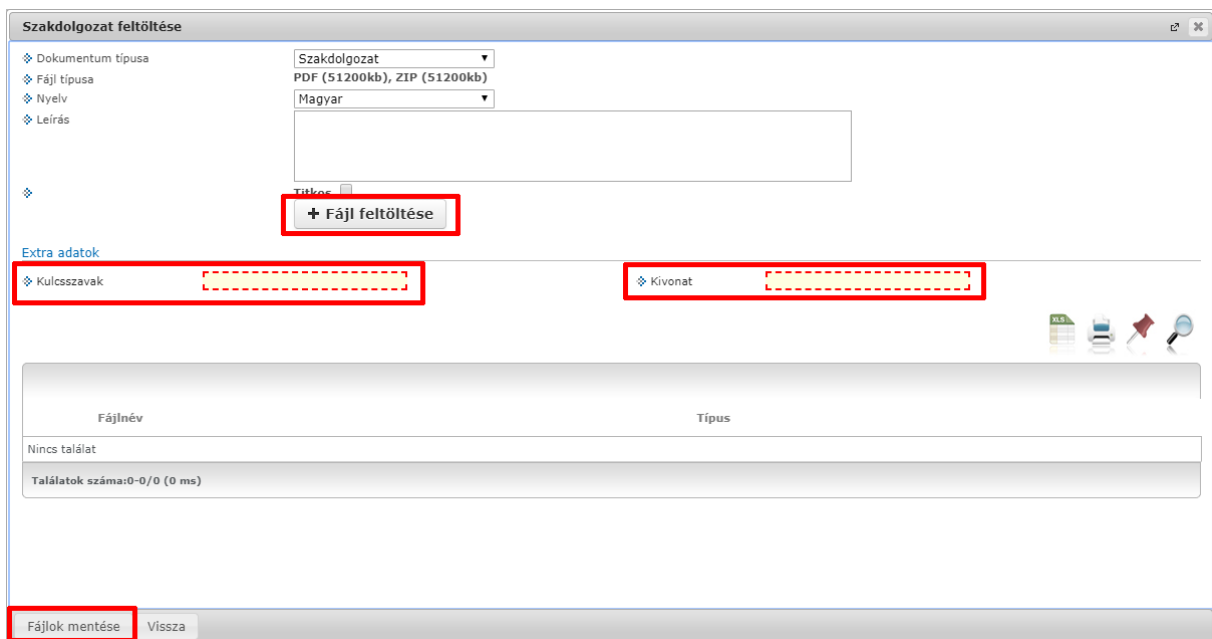 Szakdolgozat feltöltése
Dokumentum típusa Szakdolgozat
Fájl típusa PDF (51200kb), ZIP (51200kb)
Nyelv Magyar
Leírás
Titkos
+ Fájl feltöltése
Extra adatok
Kulcsszavak Kivonat
XLS
Fájlnév Típus
Nincs találat
Találatok száma:0-0/0 (0 ms)
Fájlok mentése Vissza